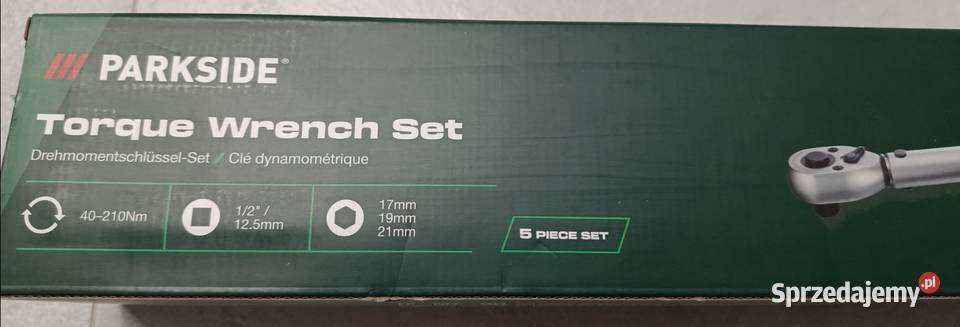 PARKSIDE®
Torque Wrench Set
Drehmomentschlüssel-Set / Clé dynamométrique
40–210Nm
1/2" /
12.5mm
17mm
19mm
21mm
5 PIECE SET
Sprzedajemy.pl